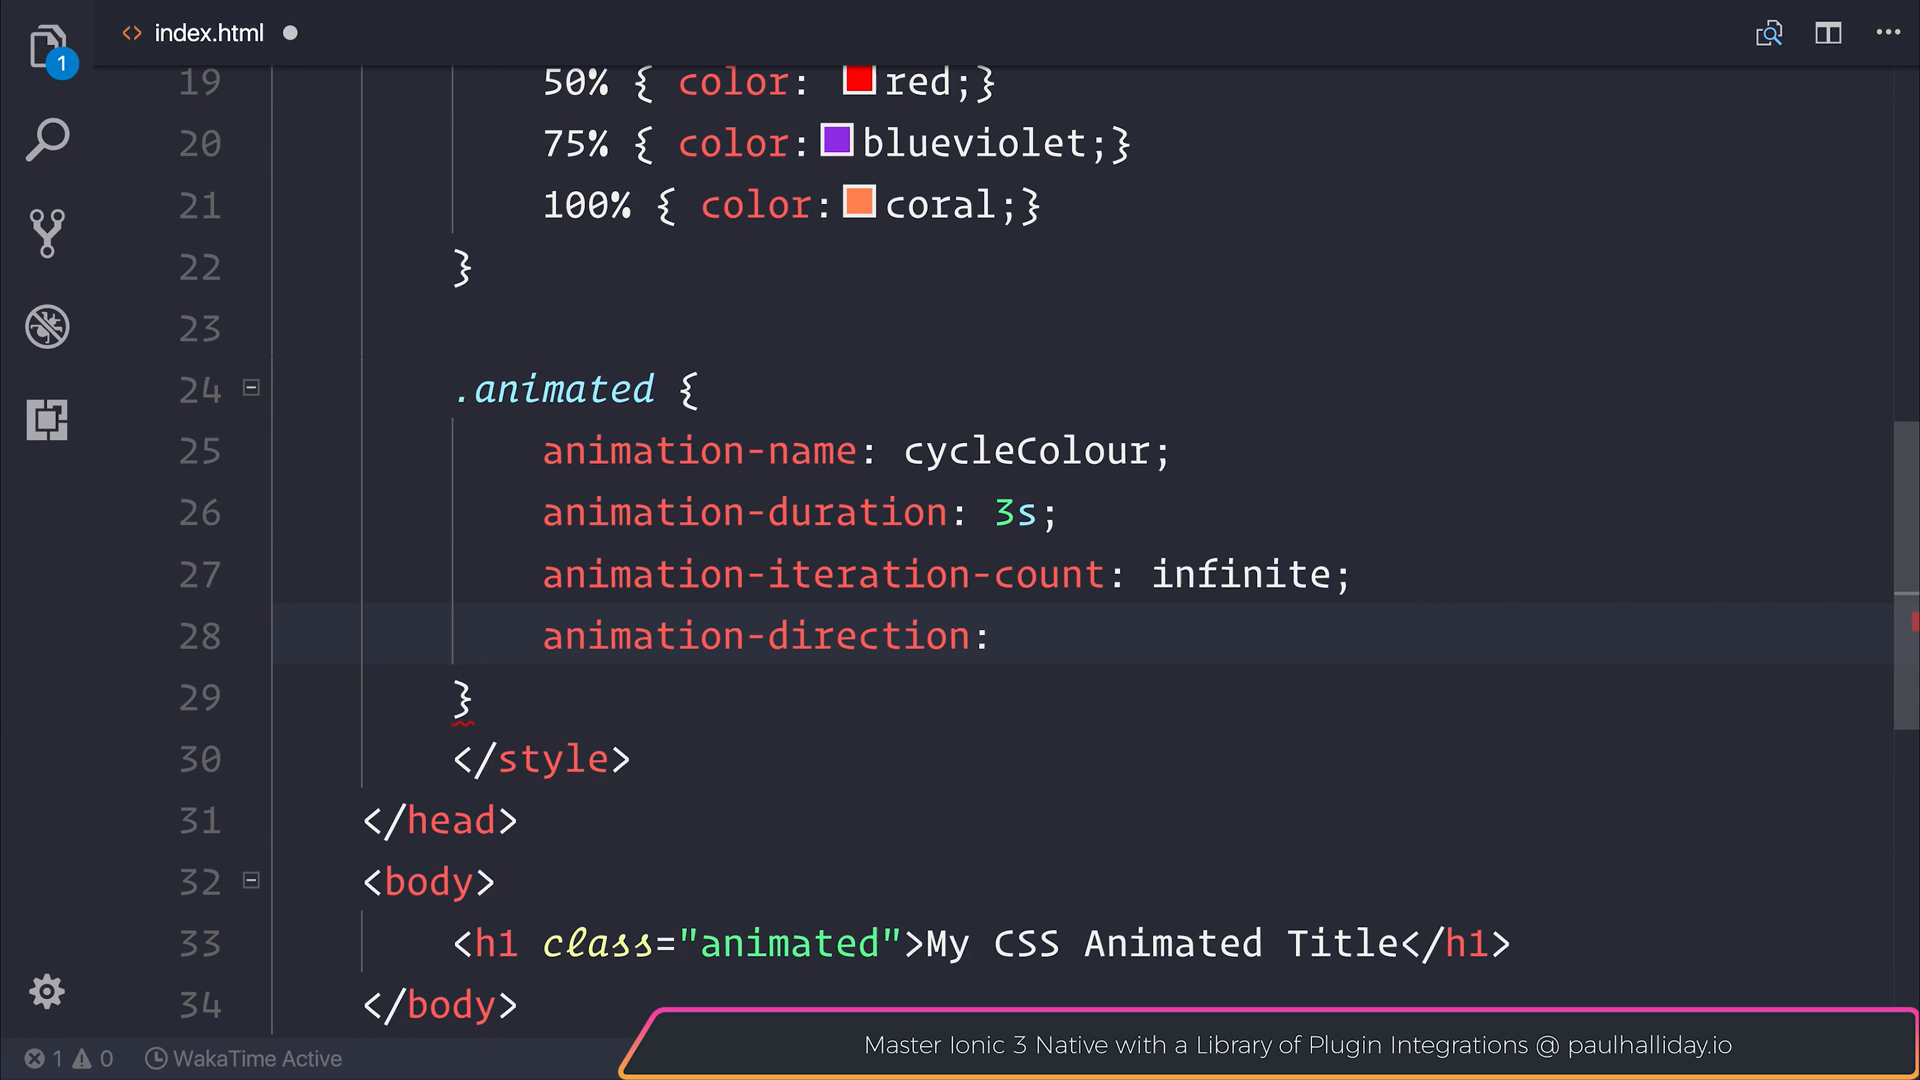 1
<> index.html
19 50% { color: red;}
20 75% { color: blueviolet;}
21 100% { color: coral;}
22 }
23
24 .animated {
25 animation-name: cycleColour;
26 animation-duration: 3s;
27 animation-iteration-count: infinite;
28 animation-direction:
29 }
30 </style>
31 </head>
32 <body>
33 <h1 class="animated">My CSS Animated Title</h1>
34 </body>
Master Ionic 3 Native with a Library of Plugin Integrations @ paulhalliday.io
1 0 WakaTime Active